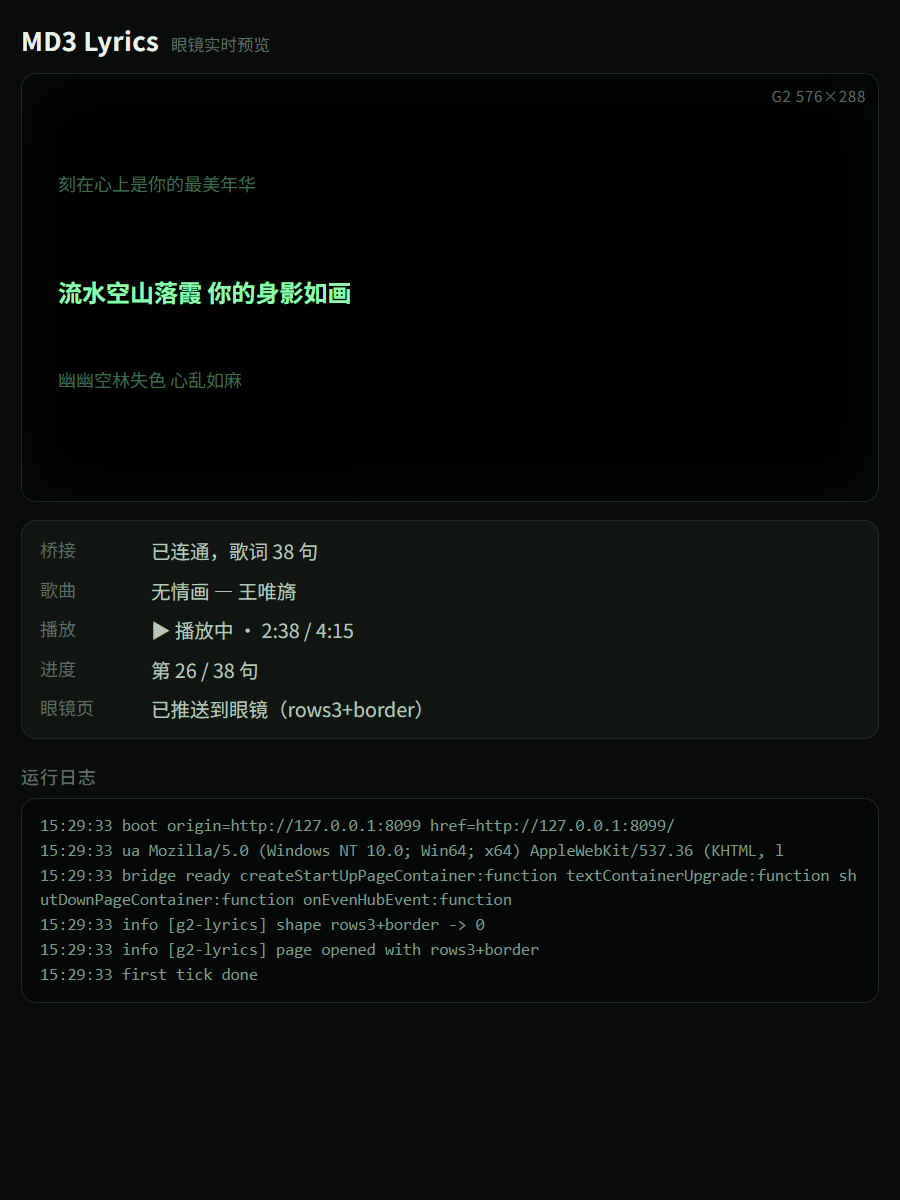 MD3 Lyrics 眼镜实时预览
G2 576×288
刻在心上是你的最美年华
流水空山落霞 你的身影如画
幽幽空林失色 心乱如麻
桥接 已连通，歌词 38 句
歌曲 无情画 — 王唯旖
播放 ▶ 播放中 · 2:38 / 4:15
进度 第 26 / 38 句
眼镜页 已推送到眼镜（rows3+border）
运行日志
15:29:33 boot origin=http://127.0.0.1:8099 href=http://127.0.0.1:8099/
15:29:33 ua Mozilla/5.0 (Windows NT 10.0; Win64; x64) AppleWebKit/537.36 (KHTML, l
15:29:33 bridge ready createStartUpPageContainer:function textContainerUpgrade:function sh
utDownPageContainer:function onEvenHubEvent:function
15:29:33 info [g2-lyrics] shape rows3+border -> 0
15:29:33 info [g2-lyrics] page opened with rows3+border
15:29:33 first tick done